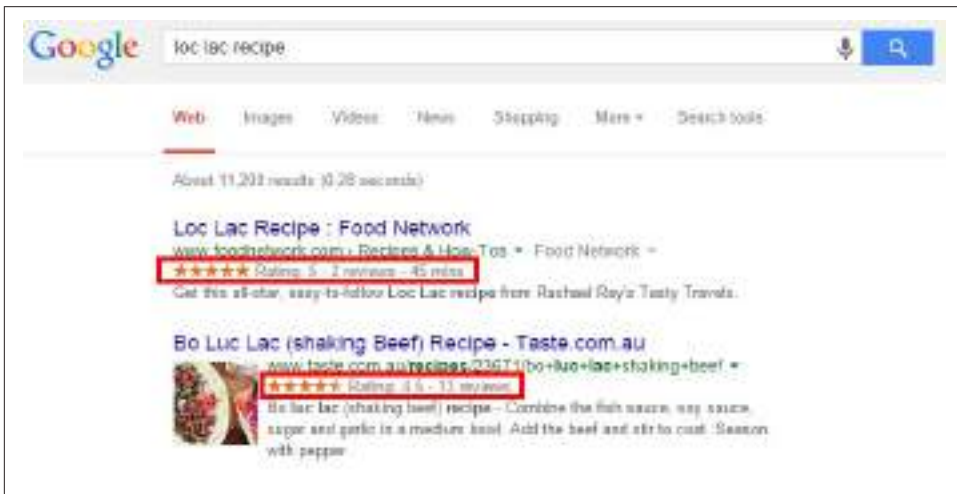 Google loc lac recipe
Web Images Videos News Shopping More Search tools
About 11,200 results (0.28 seconds)
Loc Lac Recipe : Food Network
www.foodnetwork.com › Recipes & How-Tos Food Network
Rating: 5 - 2 reviews - 45 mins
Get this all-star, easy-to-follow Loc Lac recipe from Rachael Ray's Tasty Travels.
Bo Luc Lac (shaking Beef) Recipe - Taste.com.au
www.taste.com.au/recipes/23671/bo+luc+lac+shaking+beef
Rating: 4.5 - 13 reviews
Bo luc lac (shaking beef) recipe - Combine the fish sauce, soy sauce,
sugar and garlic in a medium bowl. Add the beef and stir to coat. Season
with pepper